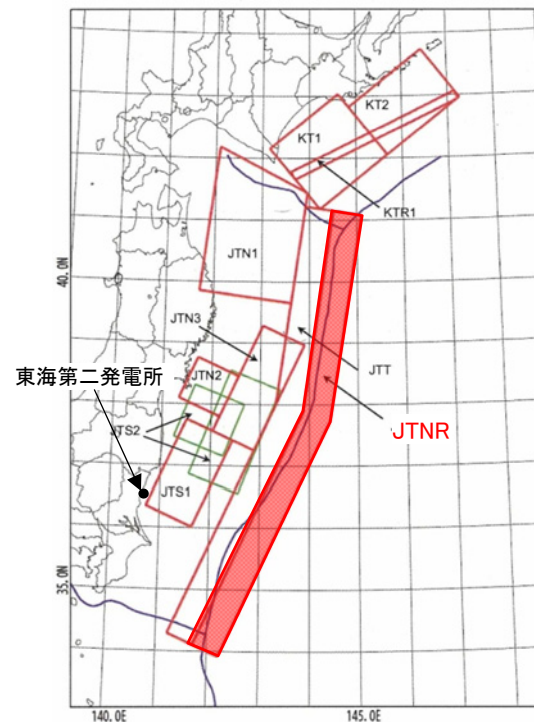 KT2
KT1
KTR1
JTN1
40.0N
JTN3
JTT
東海第二発電所
JTN2
JTNR
JTS2
JTS1
35.0N
140.0E
145.0E